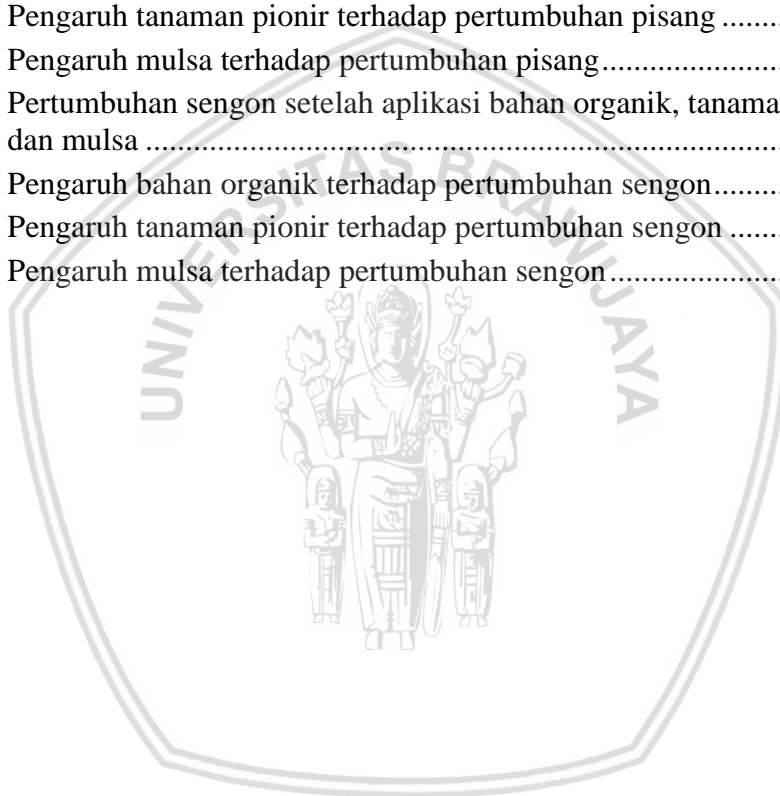 Pengaruh tanaman pionir terhadap pertumbuhan pisang ........
Pengaruh mulsa terhadap pertumbuhan pisang.......................
Pertumbuhan sengon setelah aplikasi bahan organik,
dan mulsa ................................................................................
Pengaruh bahan organik terhadap pertumbuhan sengon.........
Pengaruh tanaman pionir terhadap pertumbuhan sengon .......
Pengaruh mulsa terhadap pertumbuhan sengon......................
UNIVERSITAS BRAWIJAYA